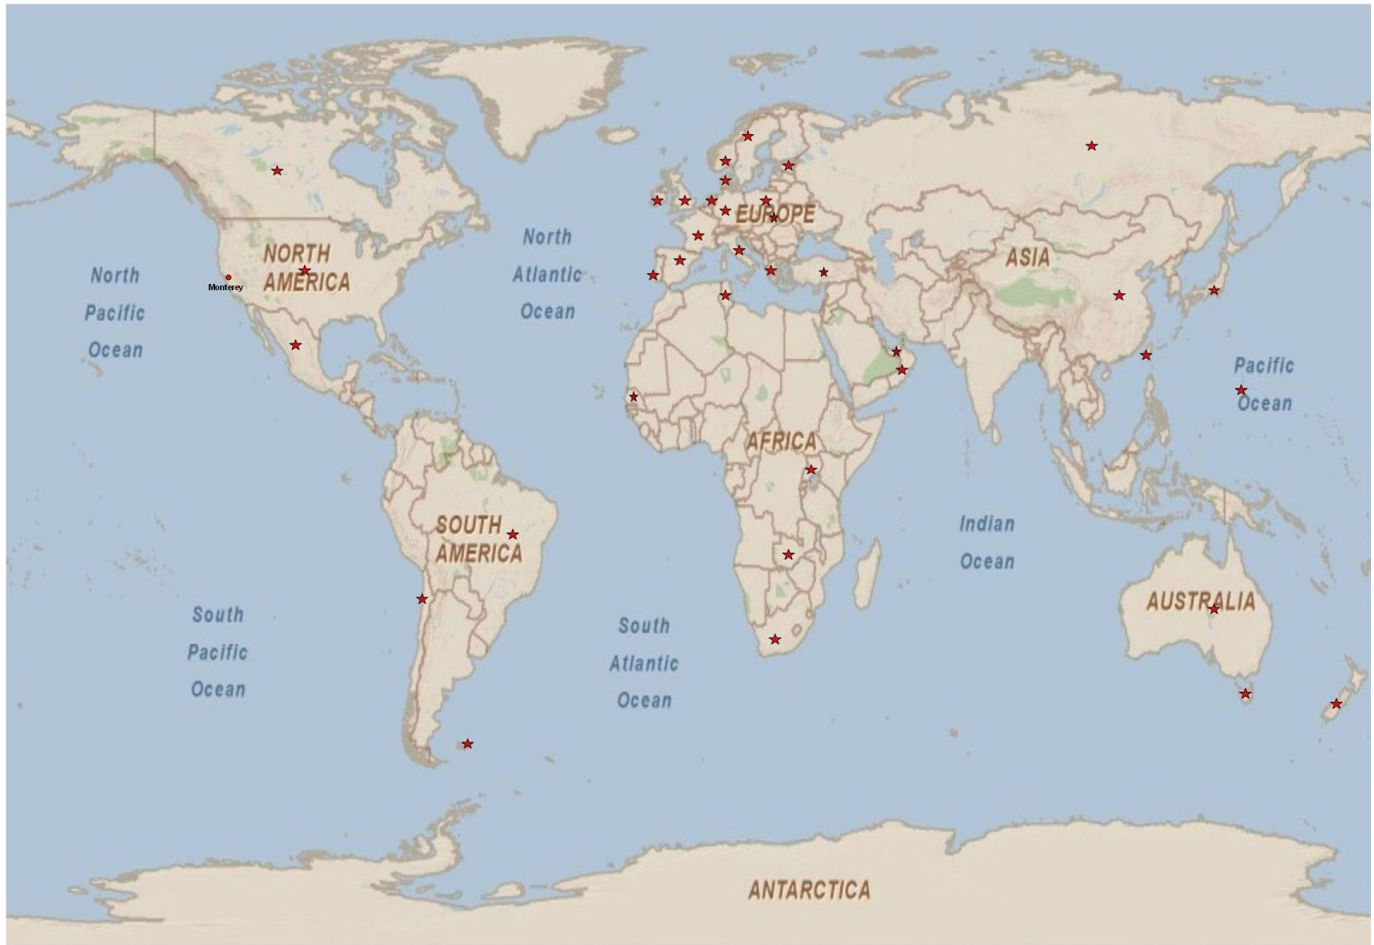 North
Atlantic
Ocean
EUROPE
NORTH
AMERICA
ASIA
North
Pacific
Ocean
Monterey
Pacific
Ocean
AFRICA
SOUTH
AMERICA
Indian
Ocean
AUSTRALIA
South
Pacific
Ocean
South
Atlantic
Ocean
ANTARCTICA